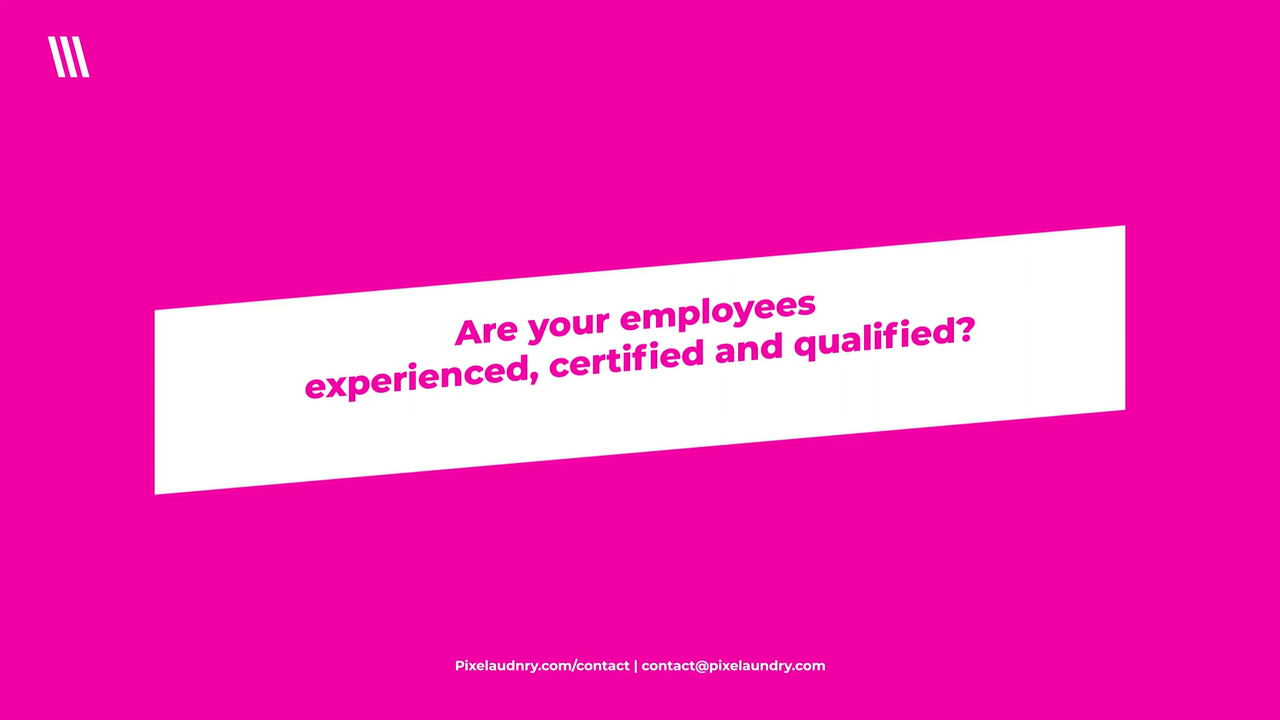 Are your employees
experienced, certified and qualified?
Pixelaudnry.com/contact | contact@pixelaundry.com